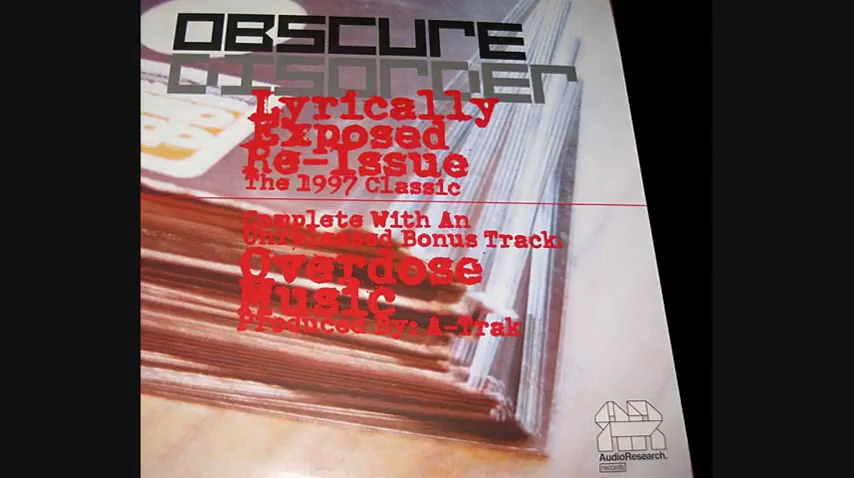 OBSCURE
DISORDER
Lyrically
Exposed
Re-Issue
The 1997 Classic
Complete With An
Unreleased Bonus Track.
Overdose
Music
Produced By: A-Trak
AudioResearch.
records